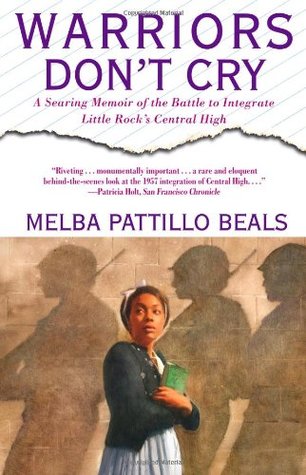 WARRIORS
DON'T CRY
A Searing Memoir of the Battle to Integrate
Little Rock's Central High
"Riveting . . . monumentally important . . . a rare and eloquent
behind-the-scenes look at the 1957 integration of Central High. . . ."
—Patricia Holt, San Francisco Chronicle
MELBA PATTILLO BEALS